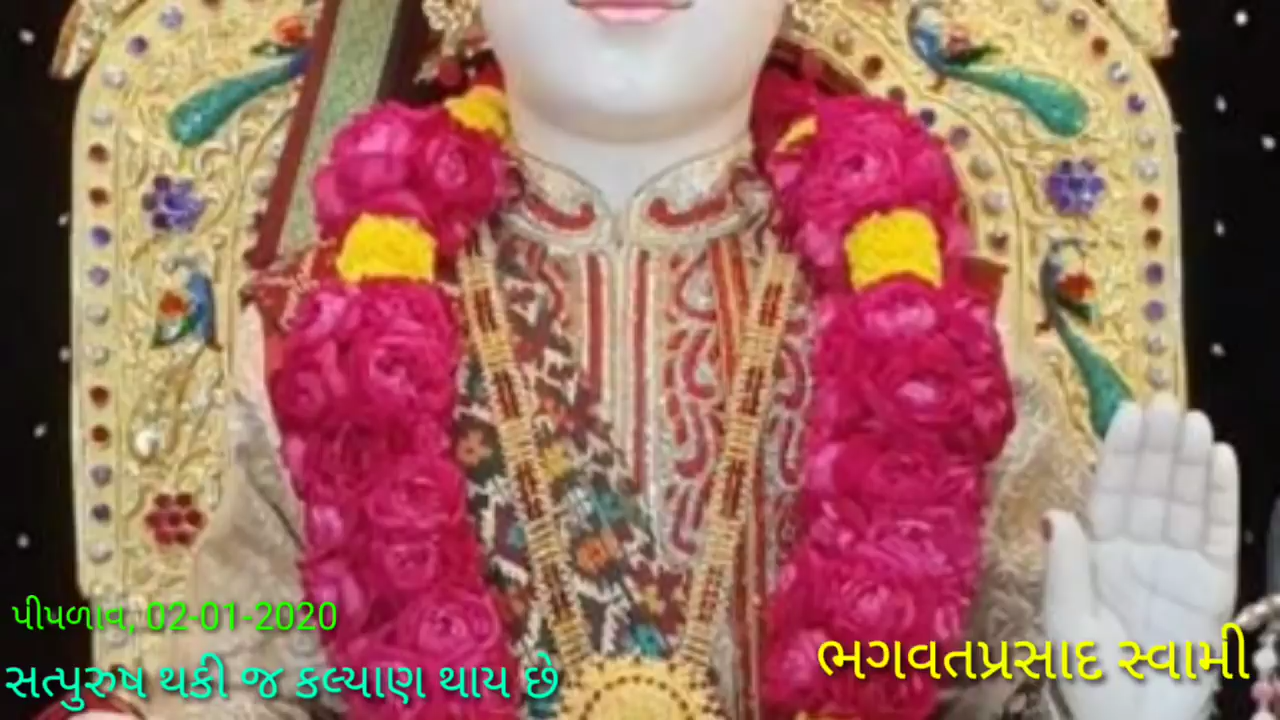 પીપળાવ, 02-01-2020
સત્પુરુષ થકી જ કલ્યાણ થાય છે
ભગવતપ્રસાદ સ્વામી